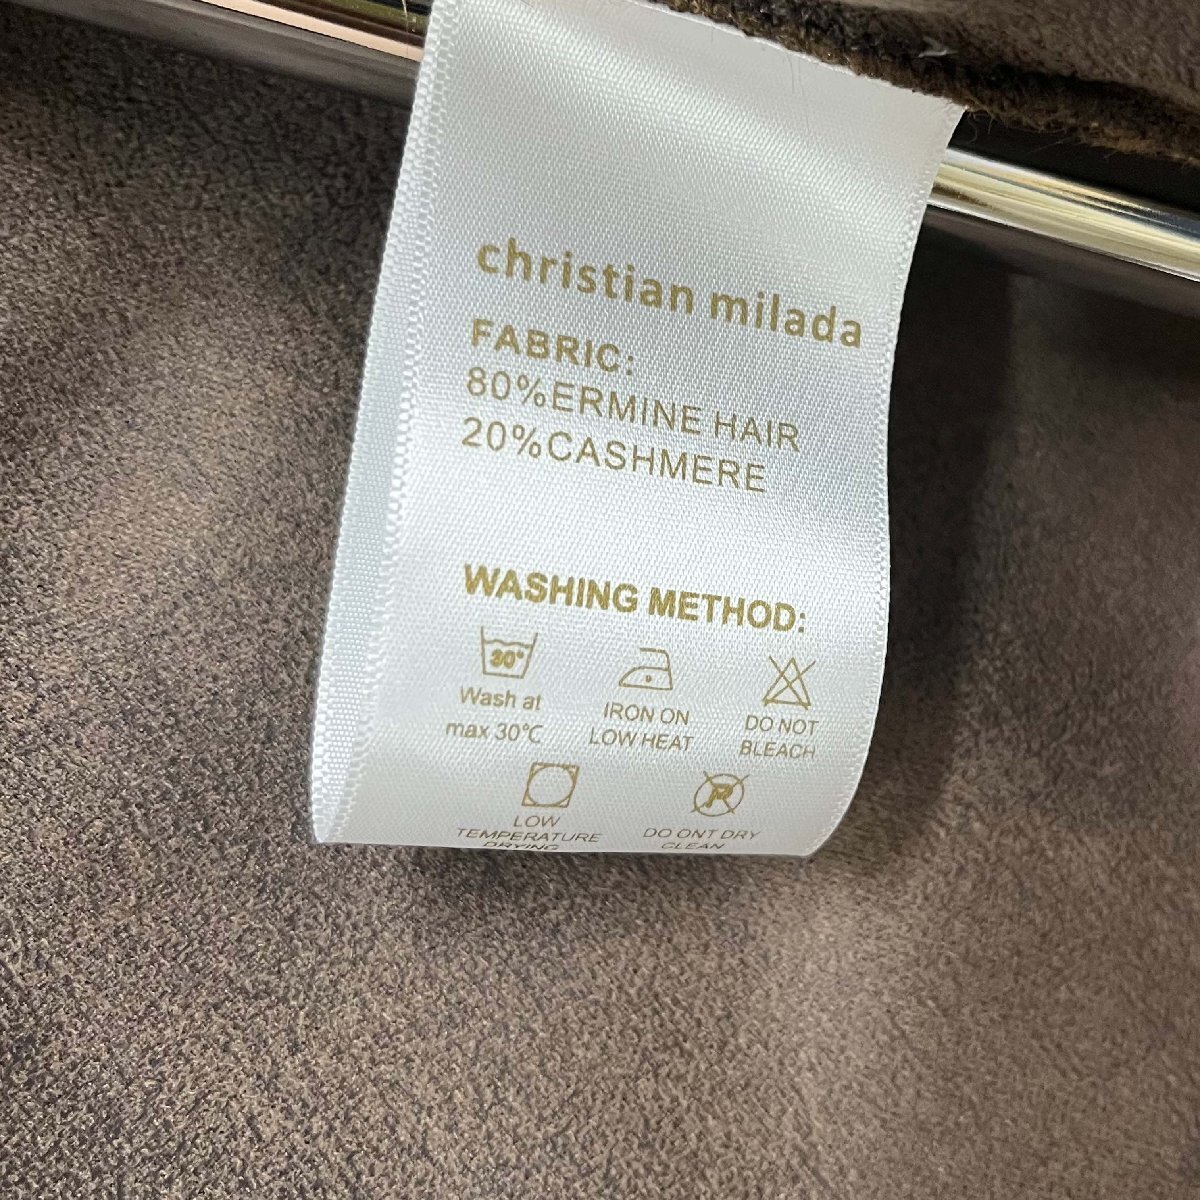 christian milada
FABRIC:
80%ERMINE HAIR
20%CASHMERE
WASHING METHOD:
30°
Wash at
max 30℃
IRON ON
LOW HEAT
DO NOT
BLEACH
LOW
TEMPERATURE
DRYING
P
DO ONT DRY
CLEAN